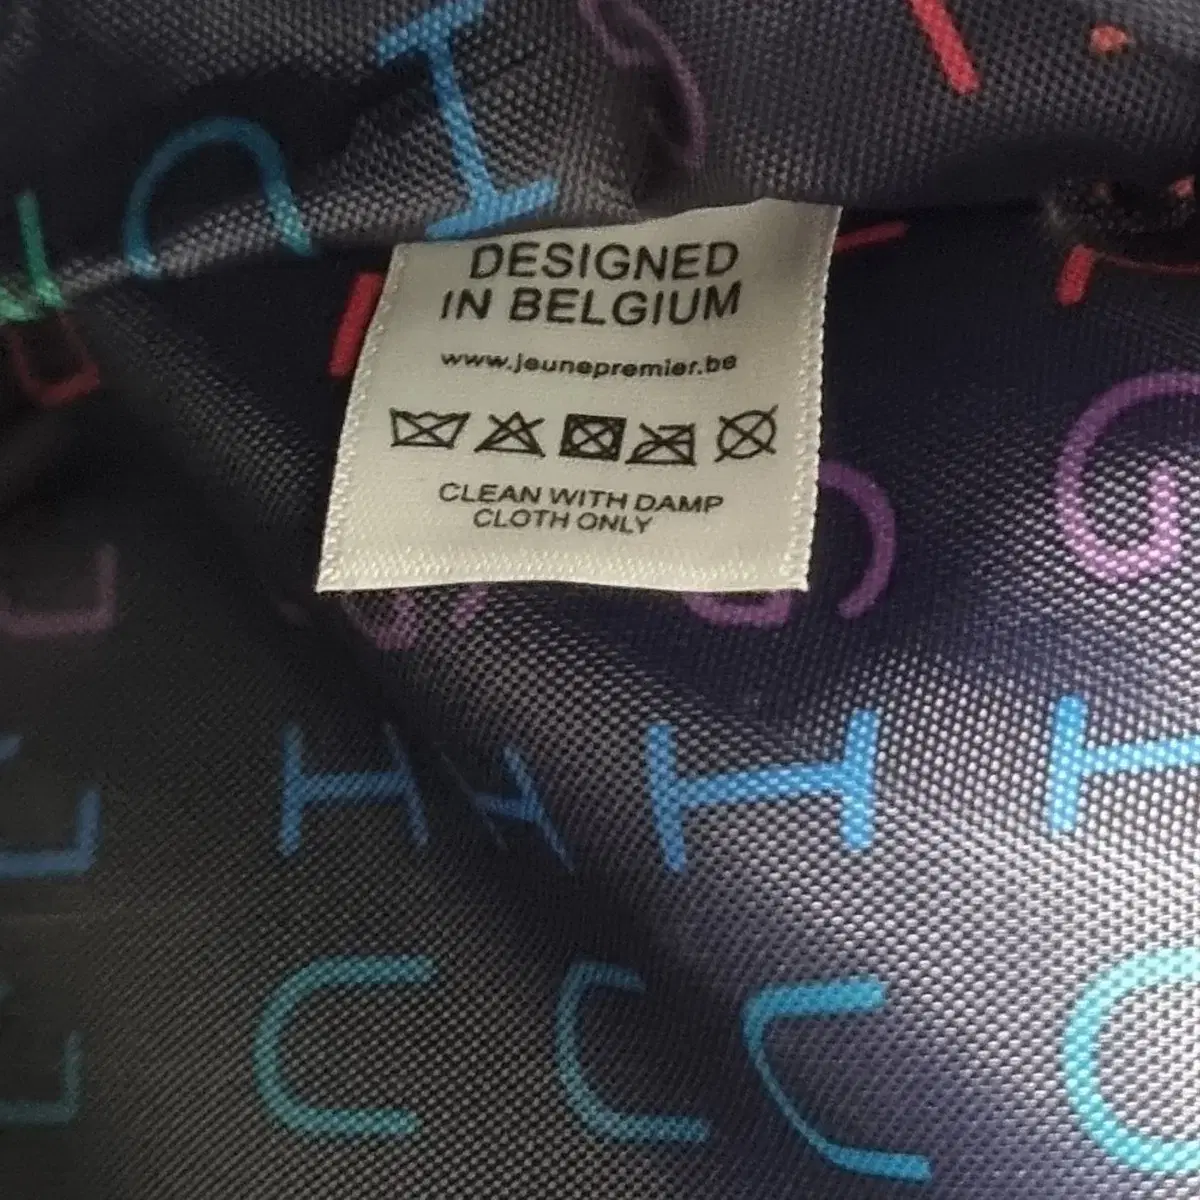 DESIGNED
IN BELGIUM
www.jeunepremier.be
CLEAN WITH DAMP
CLOTH ONLY
H H H H
C C C C